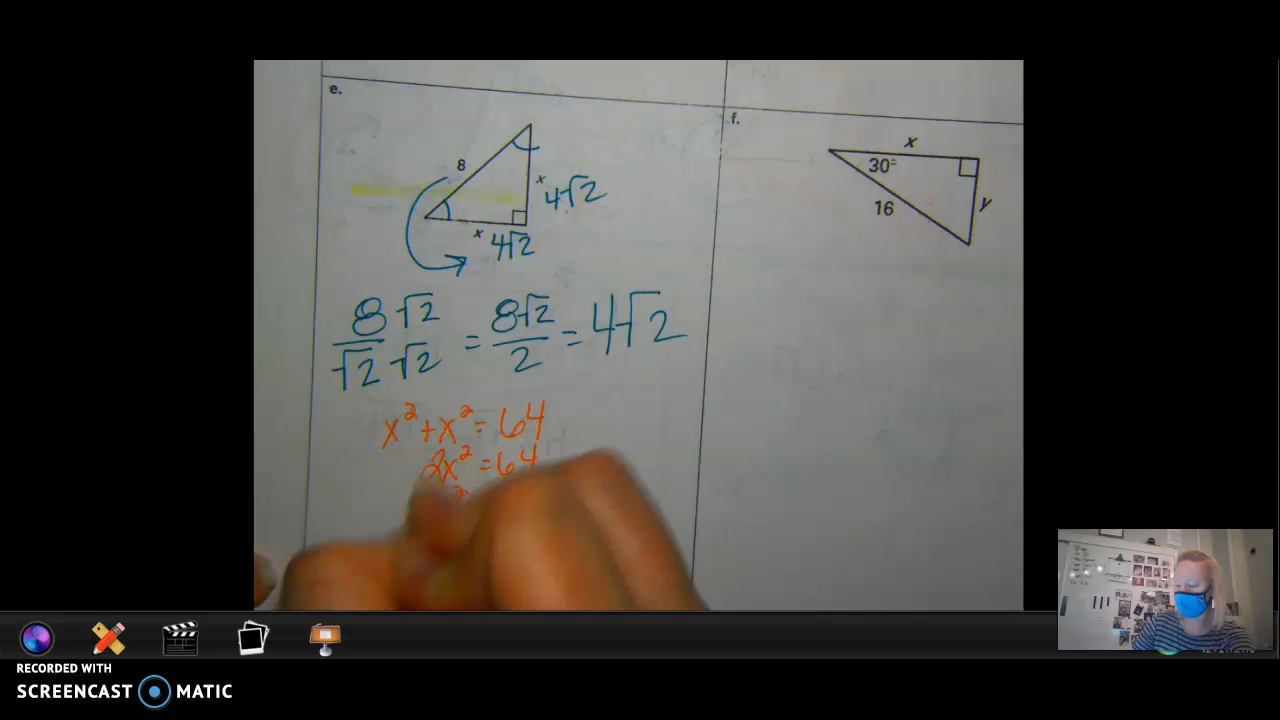 e.
8
x
4√2
x 4√2
8 √2 / √2 √2 = 8√2 / 2 = 4√2
x² + x² = 64
2x² = 64
f.
x
30°
16
y
RECORDED WITH
SCREENCAST MATIC